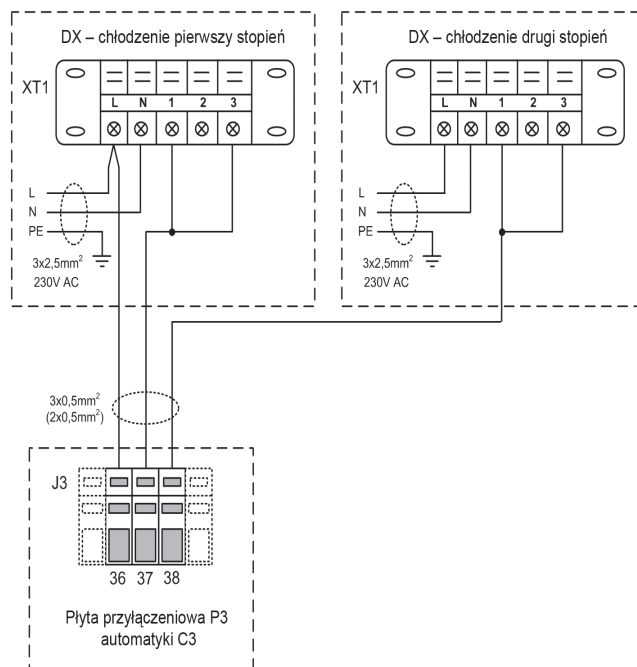 DX – chłodzenie pierwszy stopień
XT1
L N 1 2 3
L
N
PE
3x2,5mm²
230V AC
DX – chłodzenie drugi stopień
XT1
L N 1 2 3
L
N
PE
3x2,5mm²
230V AC
3x0,5mm²
(2x0,5mm²)
J3
36 37 38
Płyta przyłączeniowa P3
automatyki C3